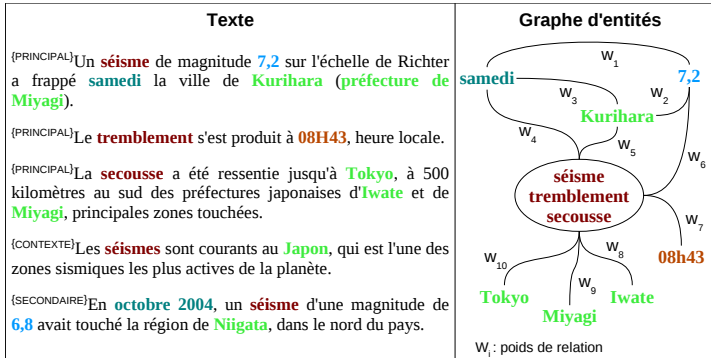 Texte
{PRINCIPAL}Un séisme de magnitude 7,2 sur l'échelle de Richter
a frappé samedi la ville de Kurihara (préfecture de
Miyagi).
{PRINCIPAL}Le tremblement s'est produit à 08H43, heure locale.
{PRINCIPAL}La secousse a été ressentie jusqu'à Tokyo, à 500
kilomètres au sud des préfectures japonaises d'Iwate et de
Miyagi, principales zones touchées.
{CONTEXTE}Les séismes sont courants au Japon, qui est l'une des
zones sismiques les plus actives de la planète.
{SECONDAIRE}En octobre 2004, un séisme d'une magnitude de
6,8 avait touché la région de Niigata, dans le nord du pays.
Graphe d'entités
W1
samedi
7,2
W3
W2
Kurihara
W4
W5
W6
séisme
tremblement
secousse
W7
W10
W8
08h43
W9
Tokyo
Iwate
Miyagi
Wi : poids de relation